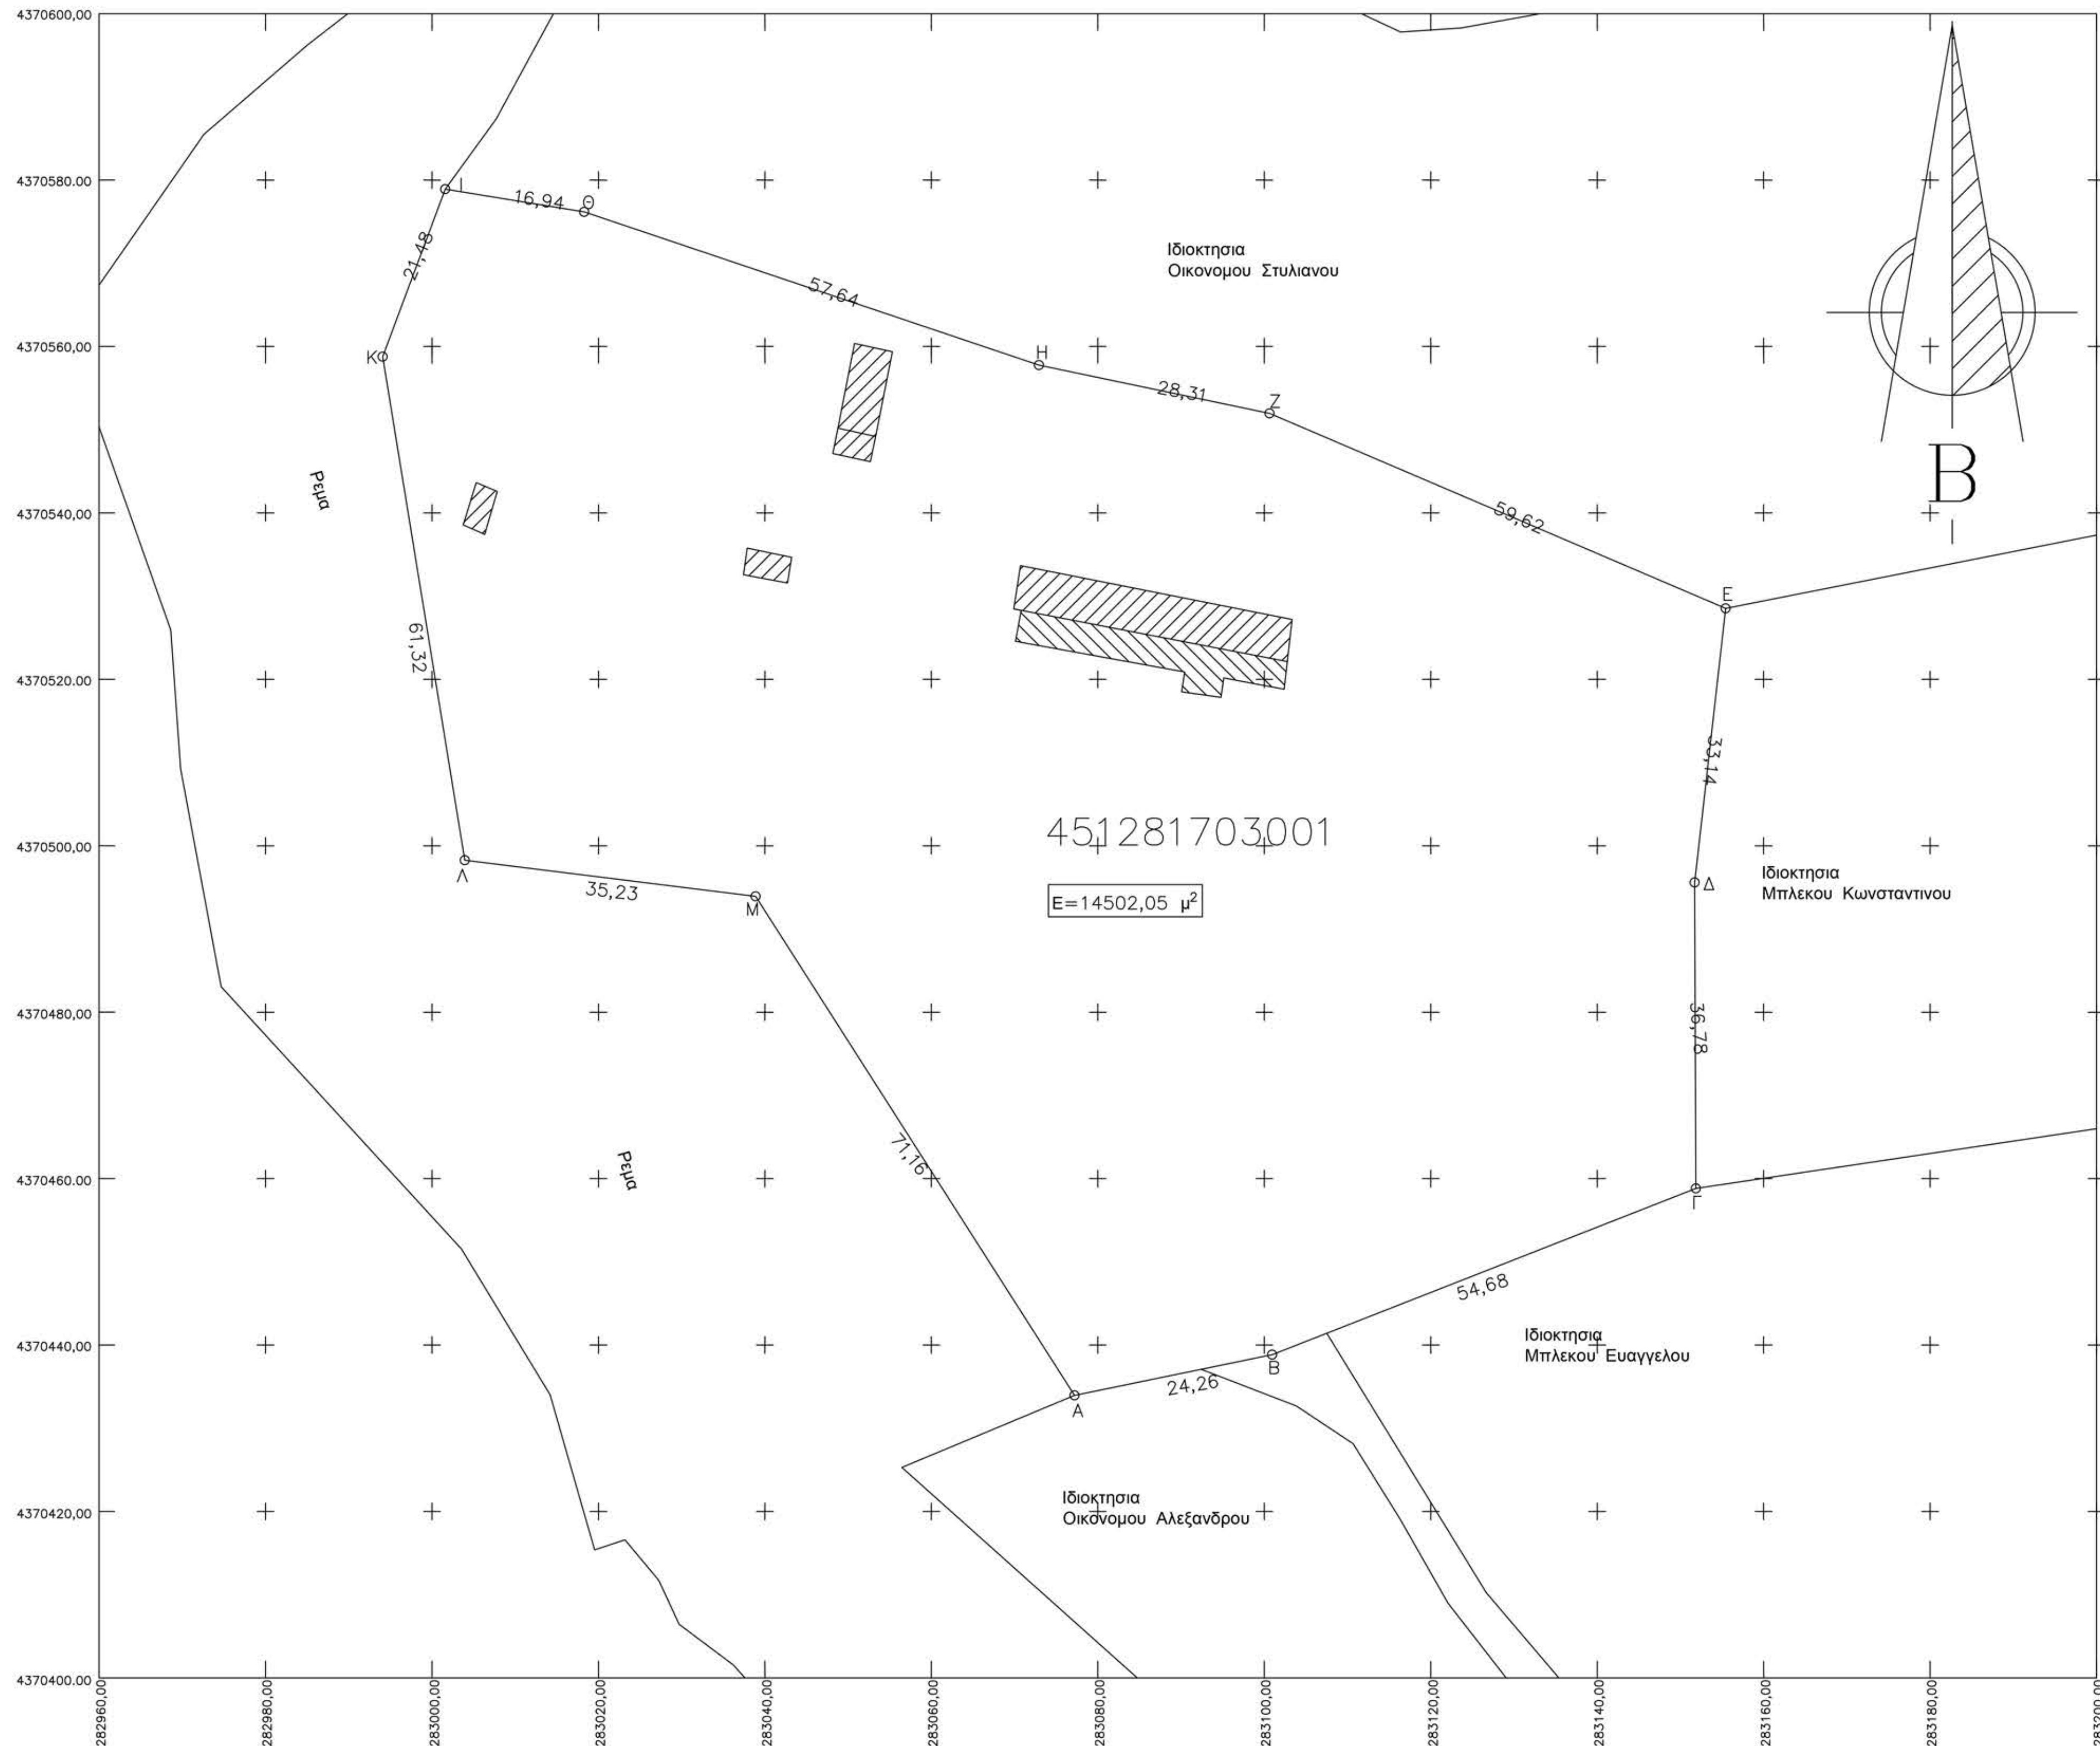 4370600,00
4370580.00
4370560,00
4370540,00
4370520.00
4370500,00
4370480,00
4370460.00
4370440,00
4370420,00
4370400.00
282960,00
282980,00
283000,00
283020,00
283040,00
283060,00
283080,00
283100,00
283120,00
283140,00
283160,00
283180,00
283200,00
I
16,94
Θ
21,48
57,64
Ιδιοκτησια
Οικονομου Στυλιανου
K
H
28,31
Z
B
Ρεμα
59,62
E
61,32
33,14
451281703001
Λ
35,23
M
E=14502,05 μ²
Δ
Ιδιοκτησια
Μπλεκου Κωνσταντινου
36,78
71,16
Ρεμα
Γ
54,68
Ιδιοκτησια
Μπλεκου Ευαγγελου
B
24,26
A
Ιδιοκτησια
Οικονομου Αλεξανδρου